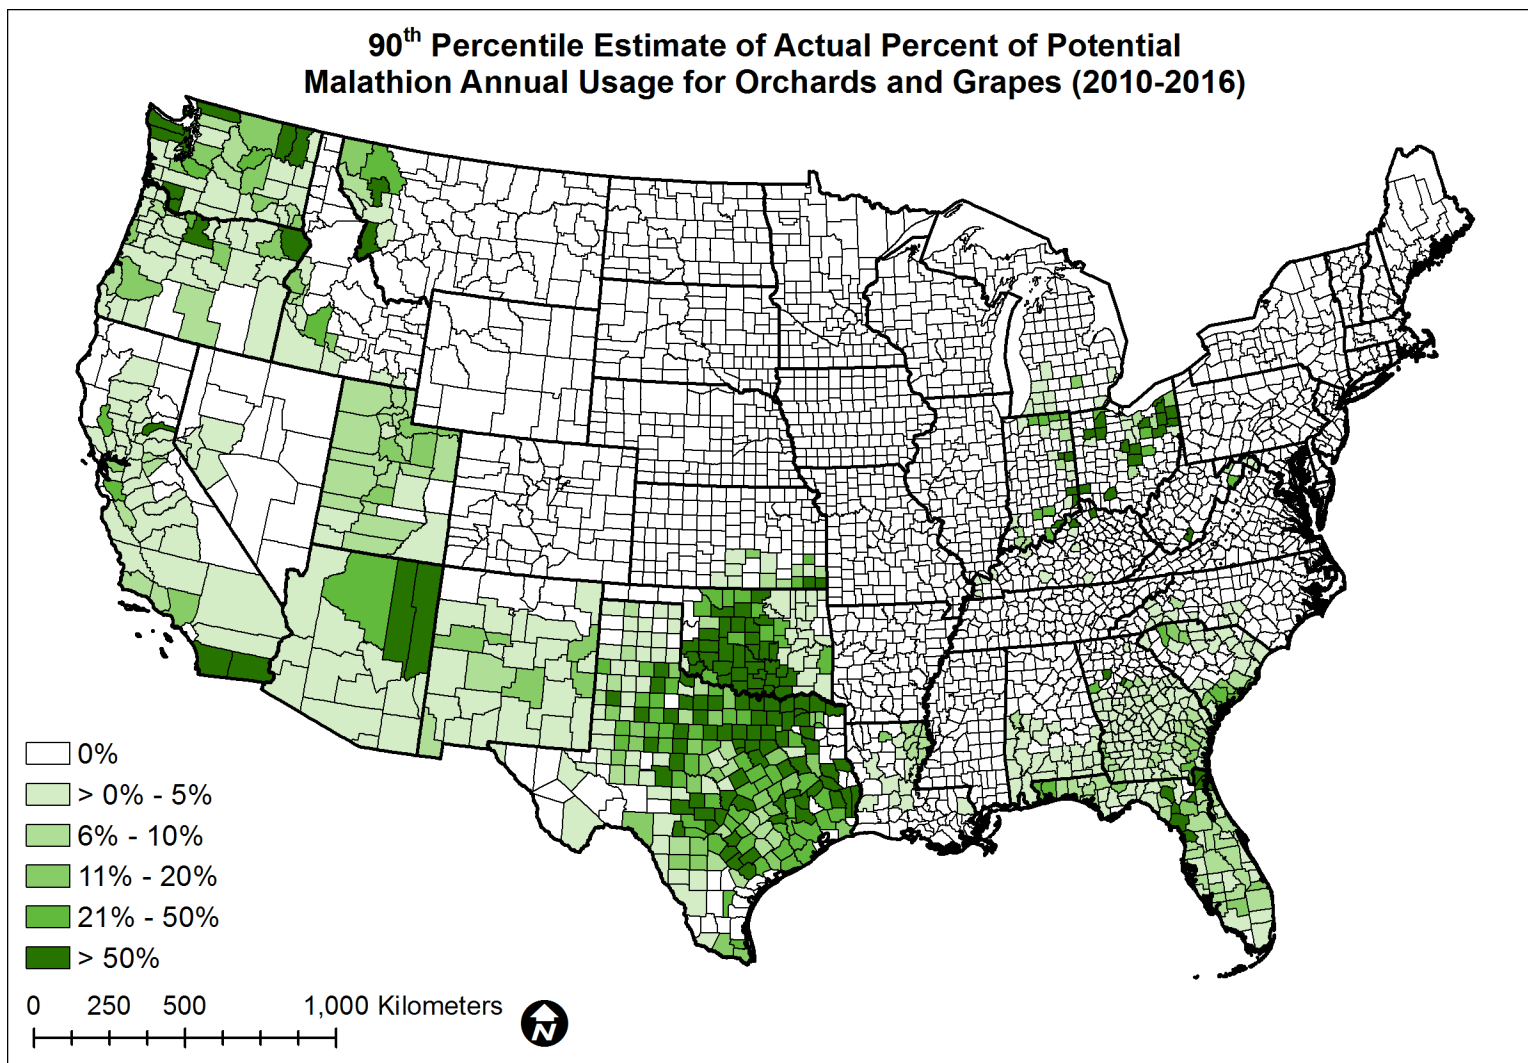 90th Percentile Estimate of Actual Percent of Potential
Malathion Annual Usage for Orchards and Grapes (2010-2016)
0%
> 0% - 5%
6% - 10%
11% - 20%
21% - 50%
> 50%
0 250 500 1,000 Kilometers
N